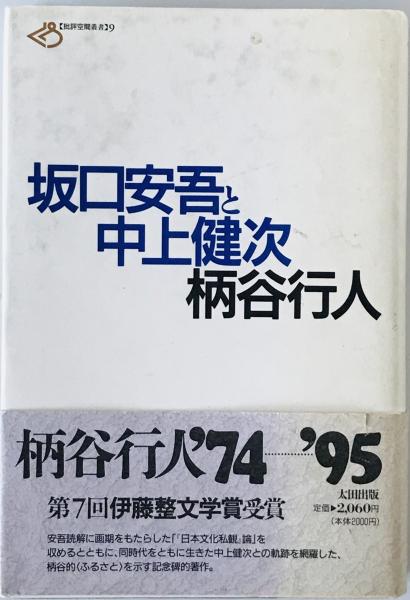 【批評空間叢書】9
坂口安吾と
中上健次
柄谷行人
柄谷行人'74……'95
太田出版
第7回伊藤整文学賞受賞
定価▶2,060円
(本体2000円)
安吾読解に画期をもたらした「『日本文化私観』論」を
収めるとともに、同時代をともに生きた中上健次との軌跡を網羅した、
柄谷的〈ふるさと〉を示す記念碑的著作。